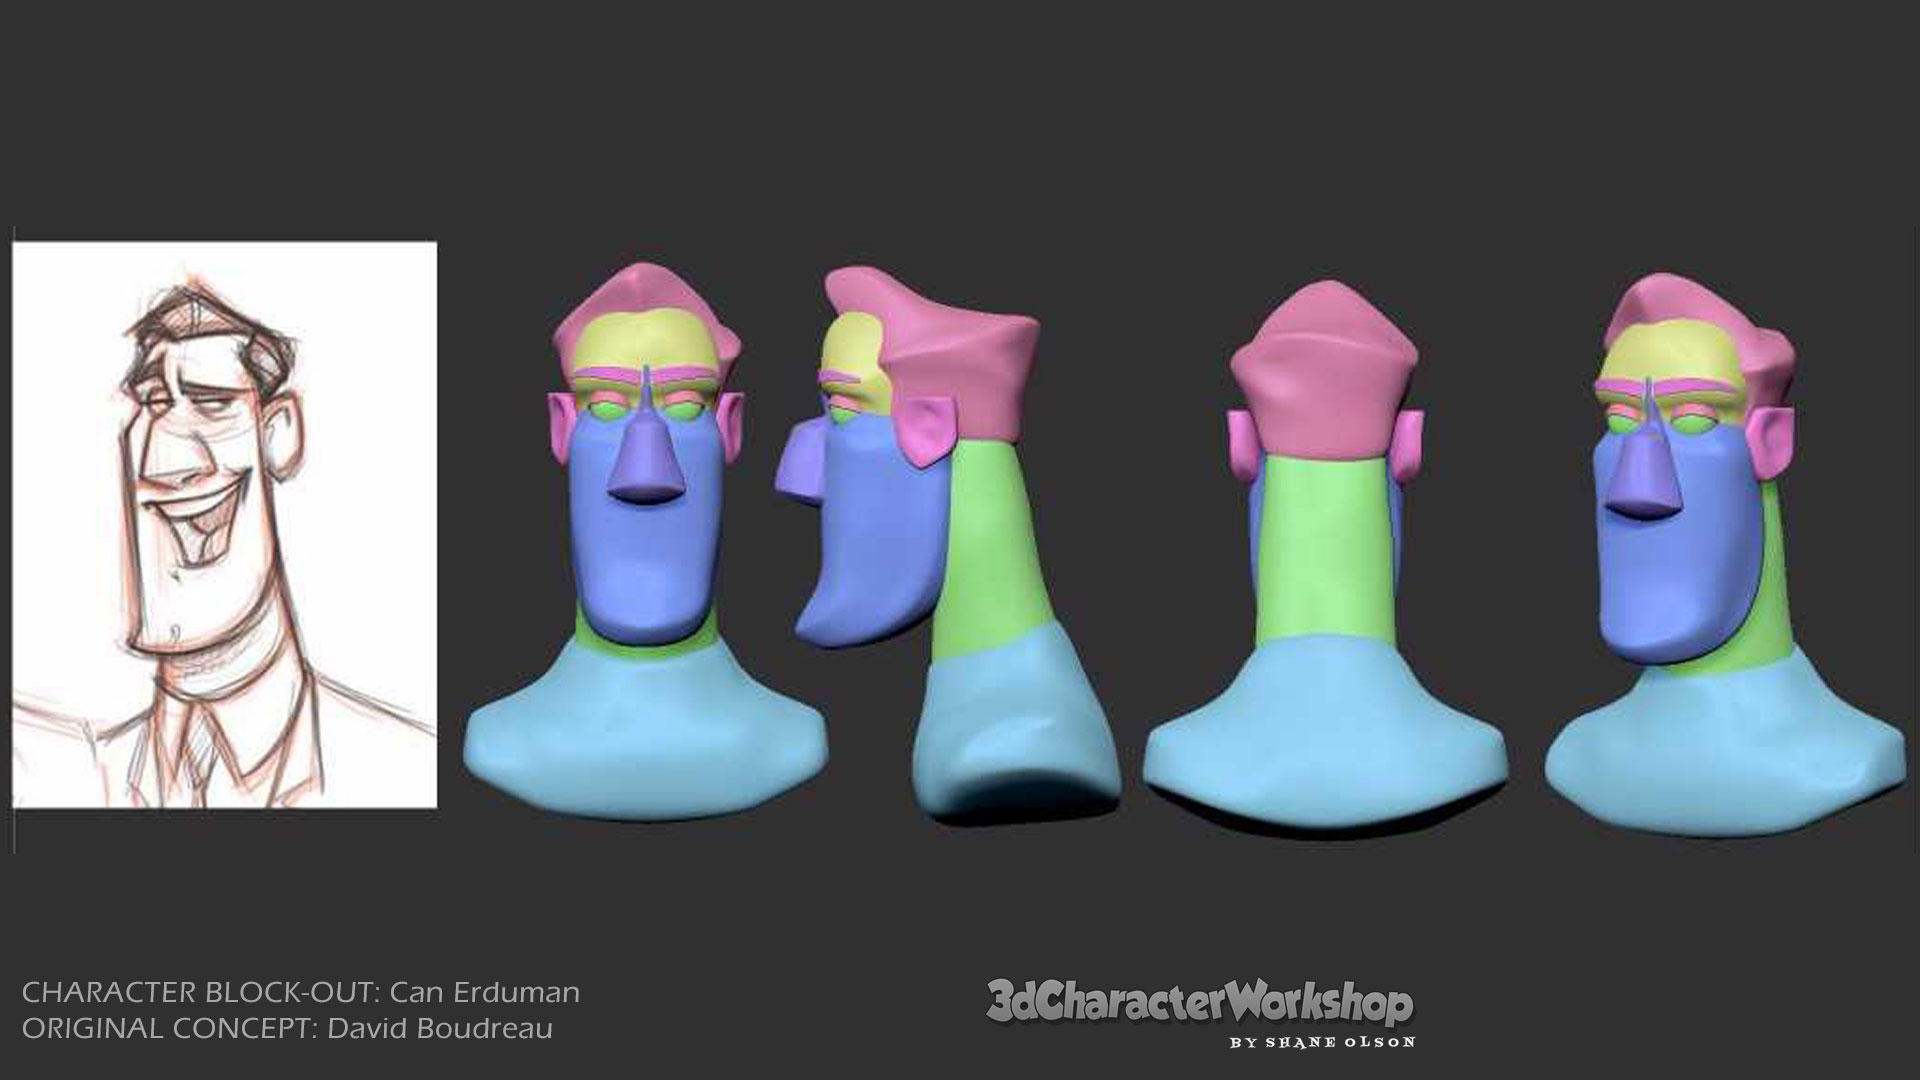 CHARACTER BLOCK-OUT: Can Erduman
ORIGINAL CONCEPT: David Boudreau
3dCharacterWorkshop
BY SHANE OLSON